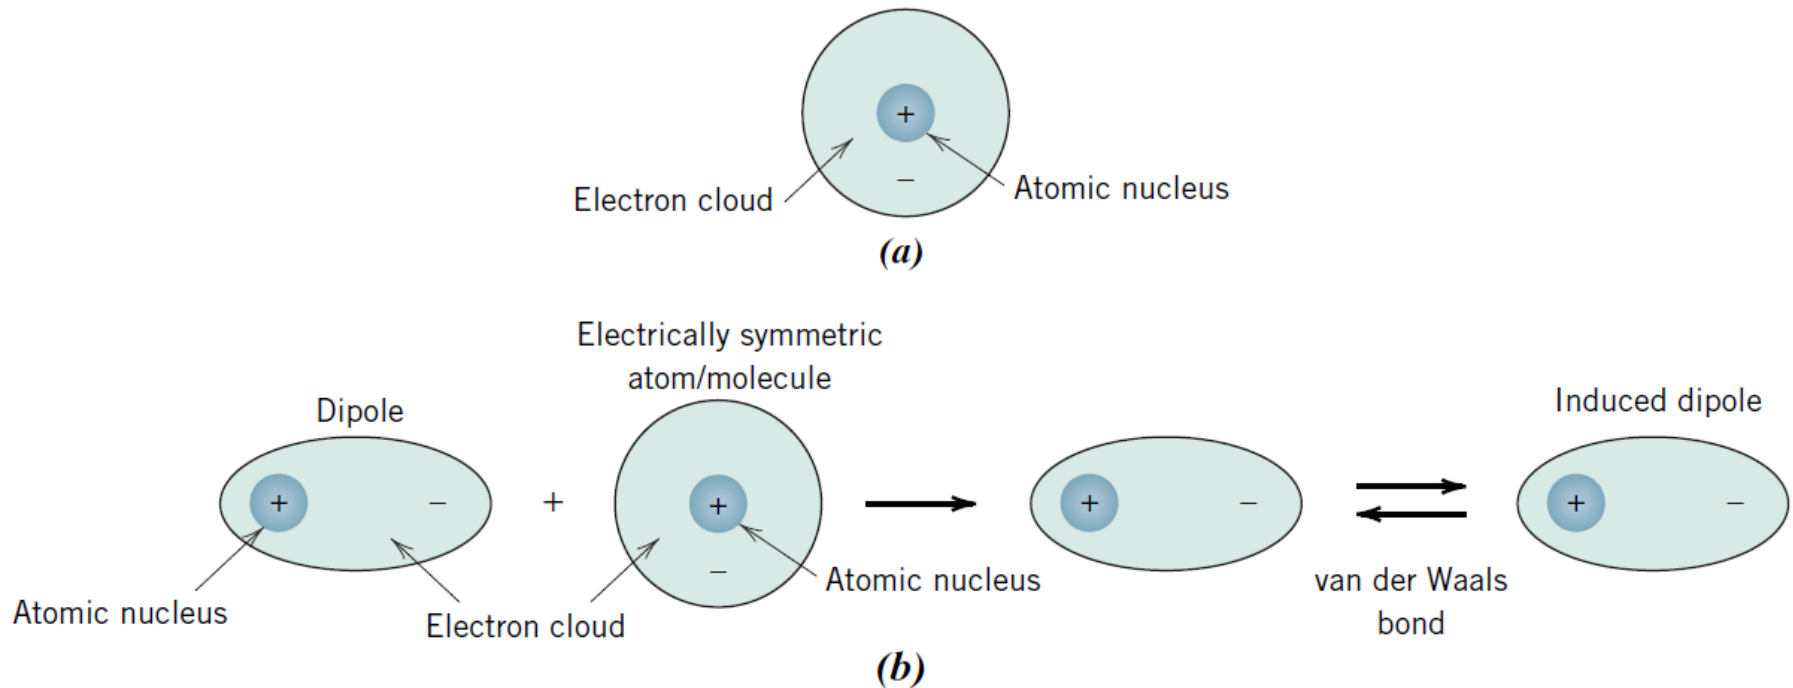 +
Electron cloud
−
Atomic nucleus
(a)
Electrically symmetric
atom/molecule
Dipole
Induced dipole
+
−
+
+
−
+
−
+
−
Atomic nucleus
Electron cloud
Atomic nucleus
van der Waals
bond
(b)